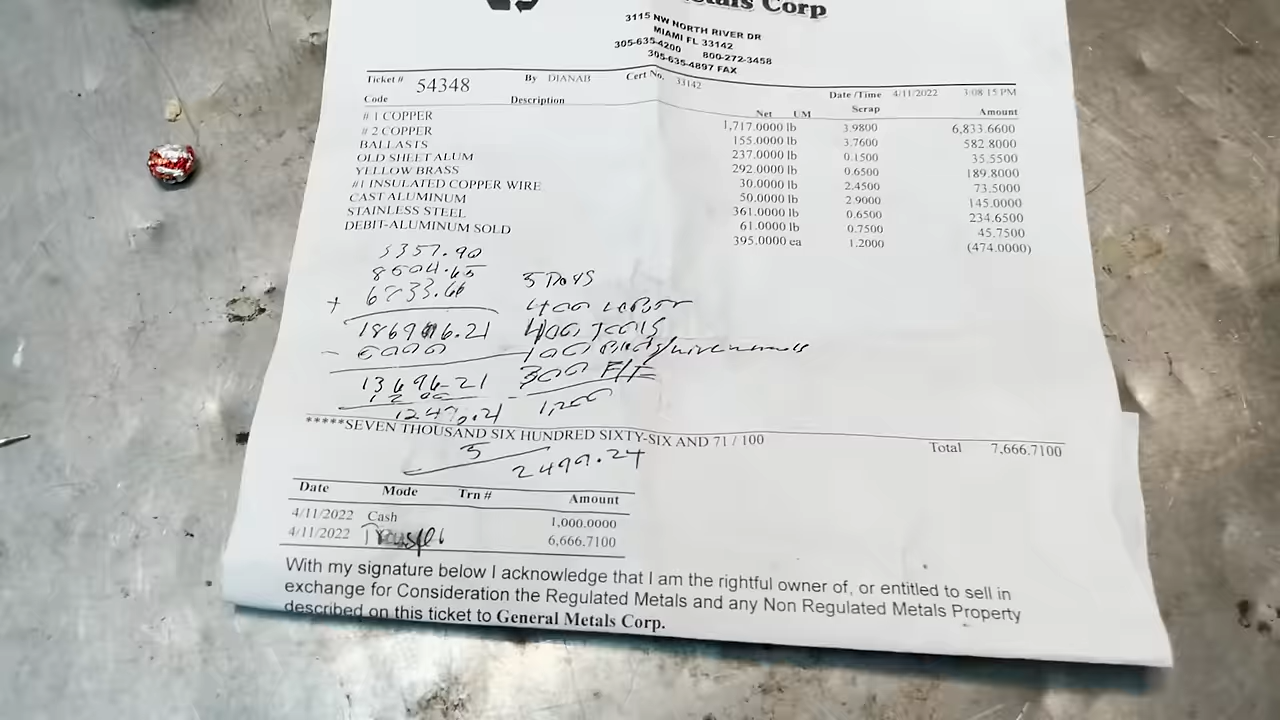 Corp
3115 NW NORTH RIVER DR
MIAMI FL 33142
305-635-4200 800-272-3458
305-635-4897 FAX
Ticket # 54348 By DIANAB Cert No. 33142 Date /Time 4/11/2022 3:08:15 PM
Code Description Net UM Scrap Amount
# 1 COPPER 1,717.0000 lb 3.9800 6,833.6600
# 2 COPPER 155.0000 lb 3.7600 582.8000
BALLASTS 237.0000 lb 0.1500 35.5500
OLD SHEET ALUM 292.0000 lb 0.6500 189.8000
YELLOW BRASS 30.0000 lb 2.4500 73.5000
#1 INSULATED COPPER WIRE 50.0000 lb 2.9000 145.0000
CAST ALUMINUM 361.0000 lb 0.6500 234.6500
STAINLESS STEEL 61.0000 lb 0.7500 45.7500
DEBIT-ALUMINUM SOLD 395.0000 ea 1.2000 (474.0000)
3357.90
8504.65 5 DAYS
+ 6833.66 400 LABOR
18696.21 400 Tools
- 5000 100
13696-21 300
1200 1,200
*****SEVEN THOUSAND SIX HUNDRED SIXTY-SIX AND 71 / 100 Total 7,666.7100
5 2499.24
Date Mode Trn # Amount
4/11/2022 Cash 1,000.0000
4/11/2022 Transfer 6,666.7100
With my signature below I acknowledge that I am the rightful owner of, or entitled to sell in
exchange for Consideration the Regulated Metals and any Non Regulated Metals Property
described on this ticket to General Metals Corp.